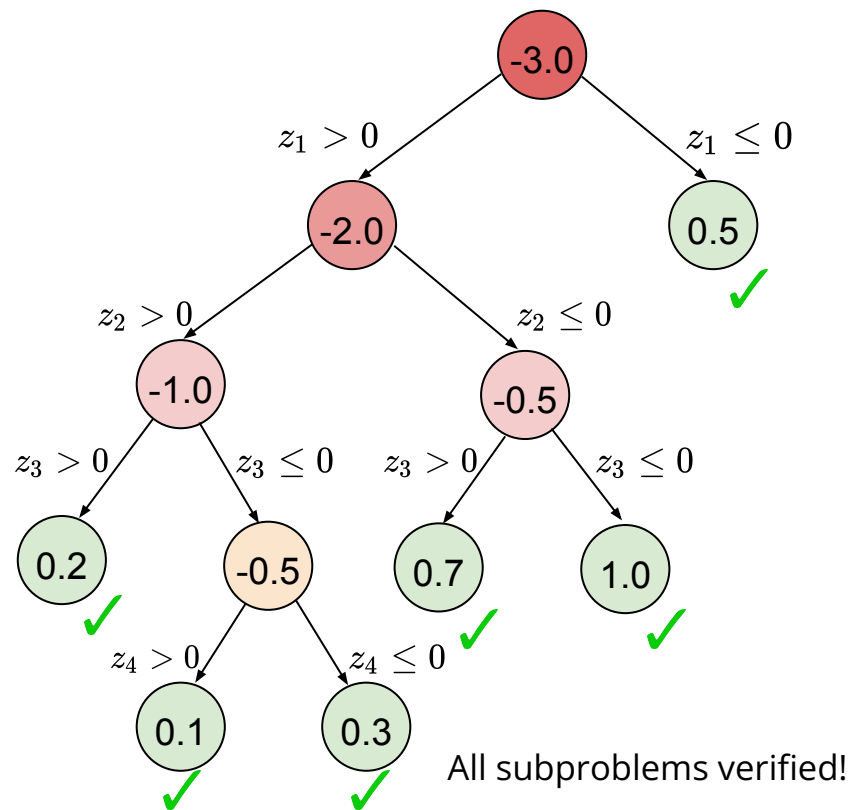 -3.0
z₁ > 0
z₁ ≤ 0
-2.0
0.5
z₂ > 0
z₂ ≤ 0
-1.0
-0.5
z₃ > 0
z₃ ≤ 0
z₃ > 0
z₃ ≤ 0
0.2
-0.5
0.7
1.0
z₄ > 0
z₄ ≤ 0
0.1
0.3
All subproblems verified!